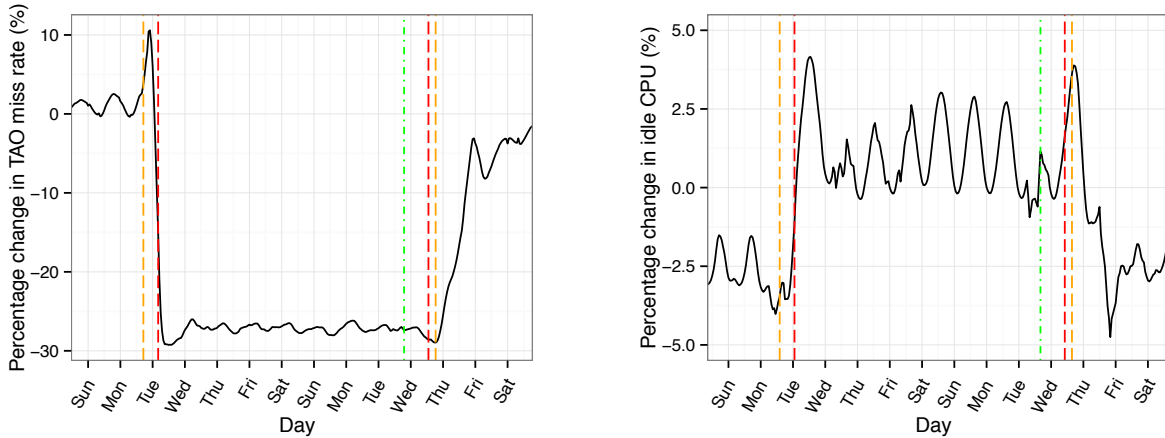 Percentage change in TAO miss rate (%)
10
0
−10
−20
−30
Sun Mon Tue Wed Thu Fri Sat Sun Mon Tue Wed Thu Fri Sat
Day
Percentage change in idle CPU (%)
5.0
2.5
0.0
−2.5
−5.0
Sun Mon Tue Wed Thu Fri Sat Sun Mon Tue Wed Thu Fri Sat
Day